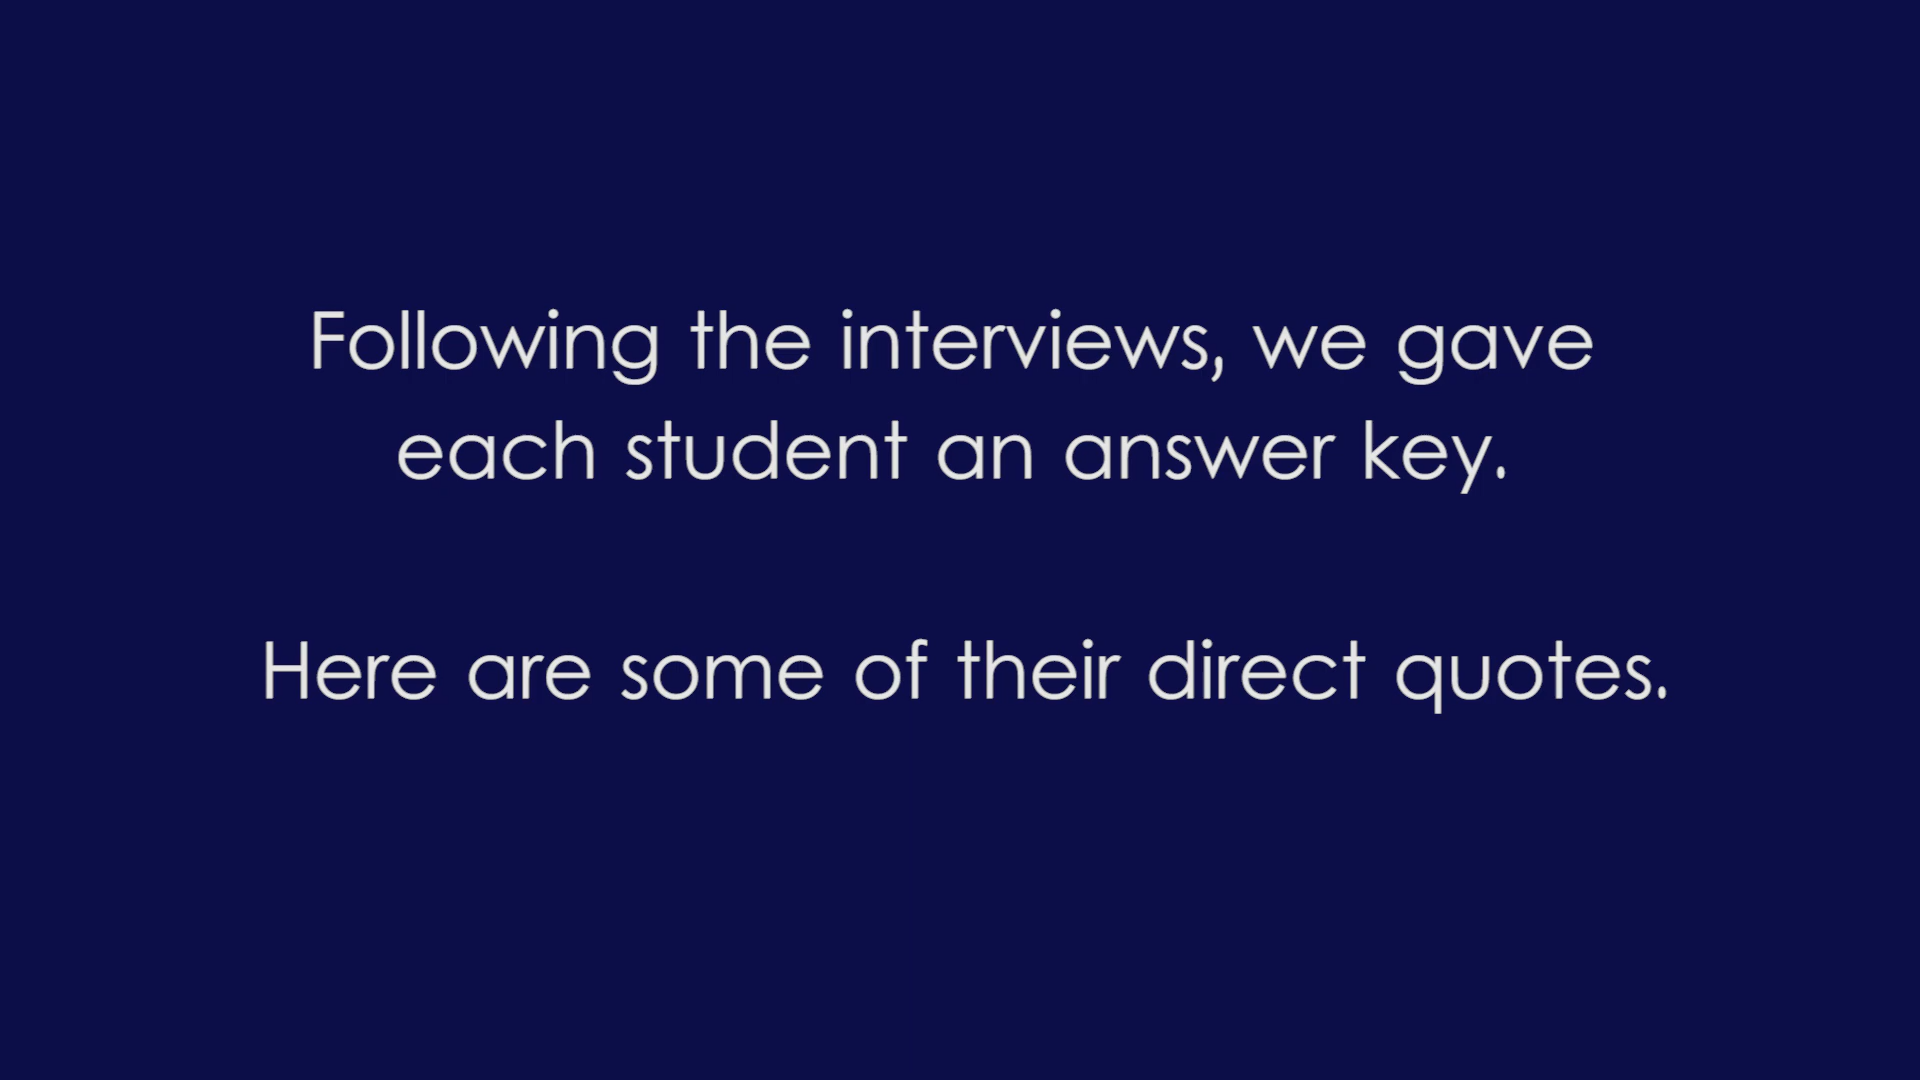 Following the interviews, we gave
each student an answer key.
Here are some of their direct quotes.